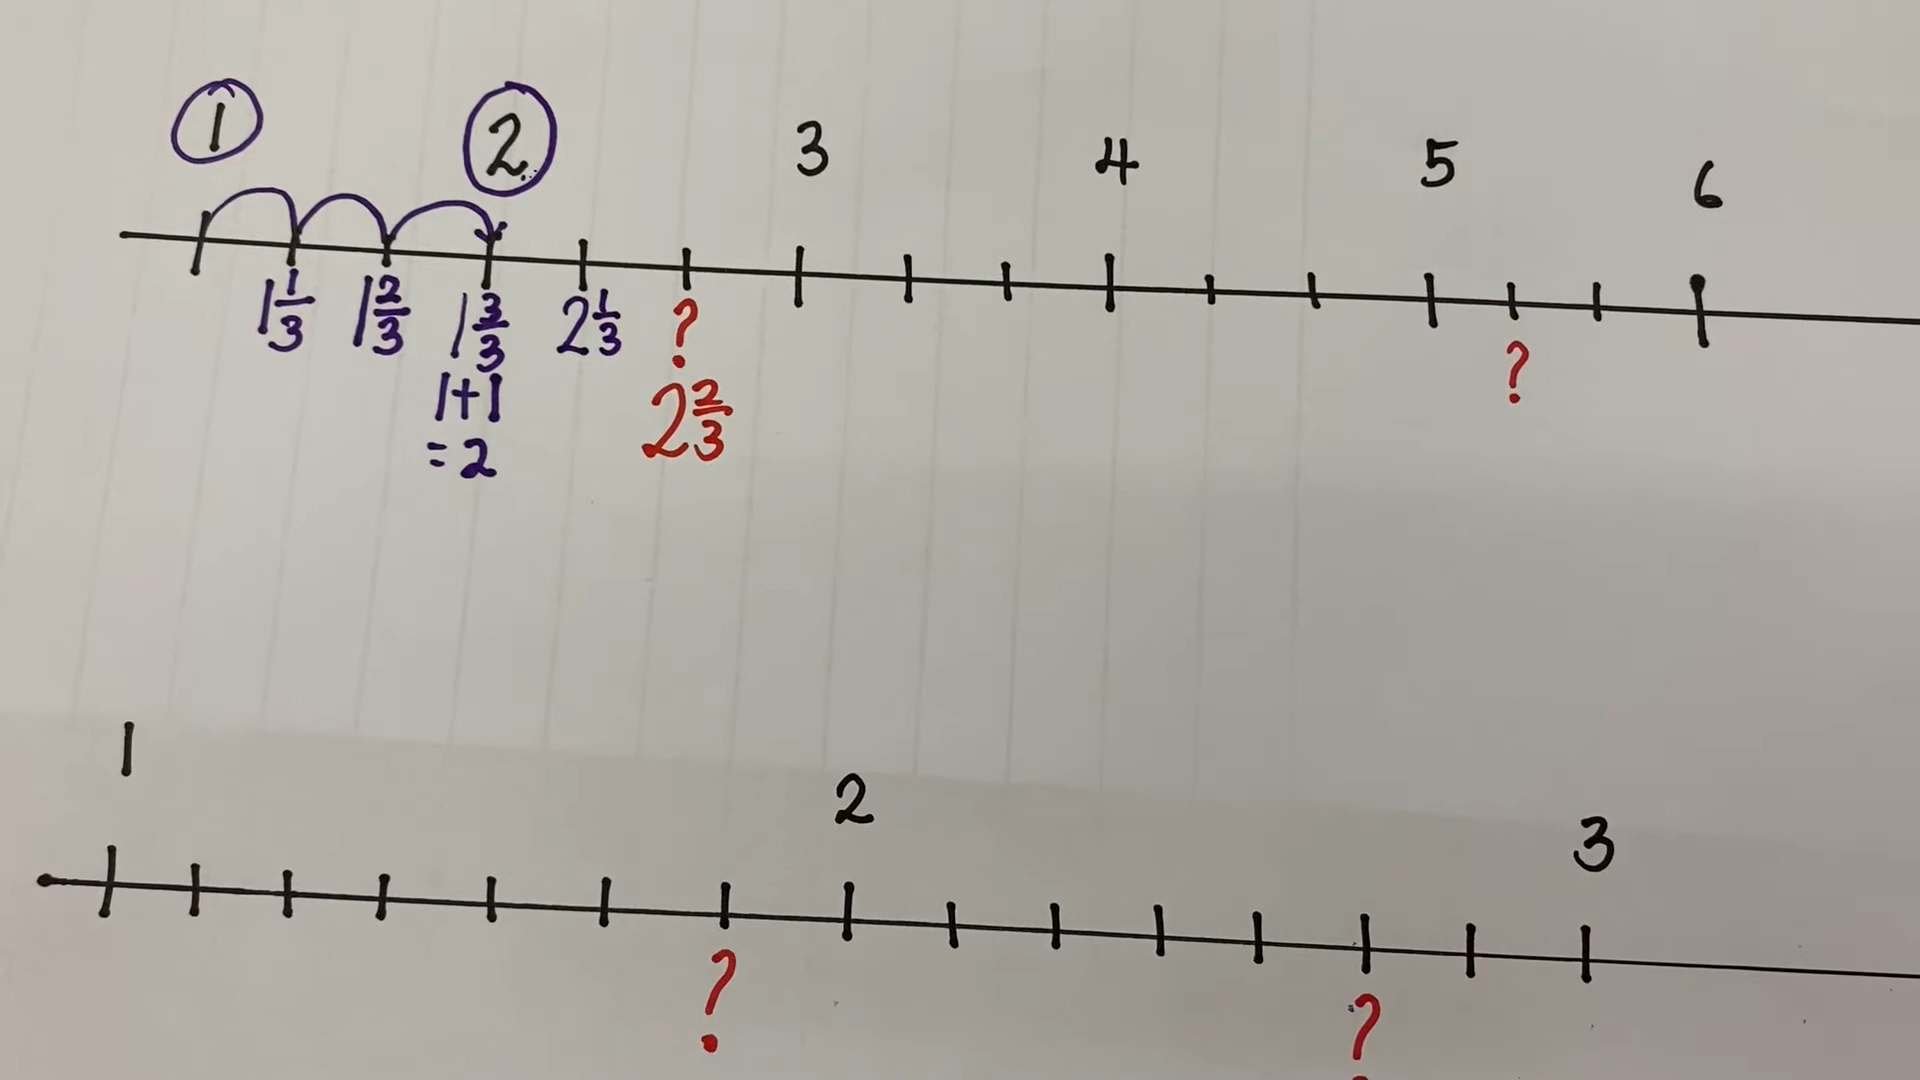 1 2 3 4 5 6
1 1/3 1 2/3 1 3/3 2 1/3 ? ?
1+1 2 2/3
=2
1 2 3
? ?